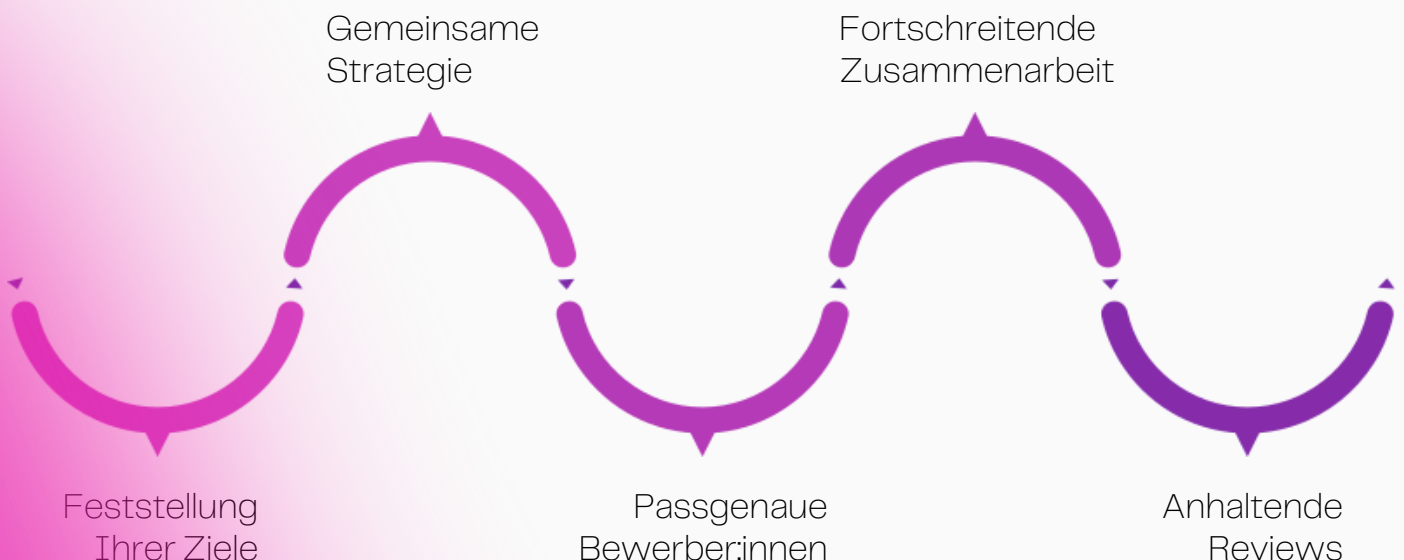 Gemeinsame
Strategie
Fortschreitende
Zusammenarbeit
Feststellung
Ihrer Ziele
Passgenaue
Bewerber:innen
Anhaltende
Reviews